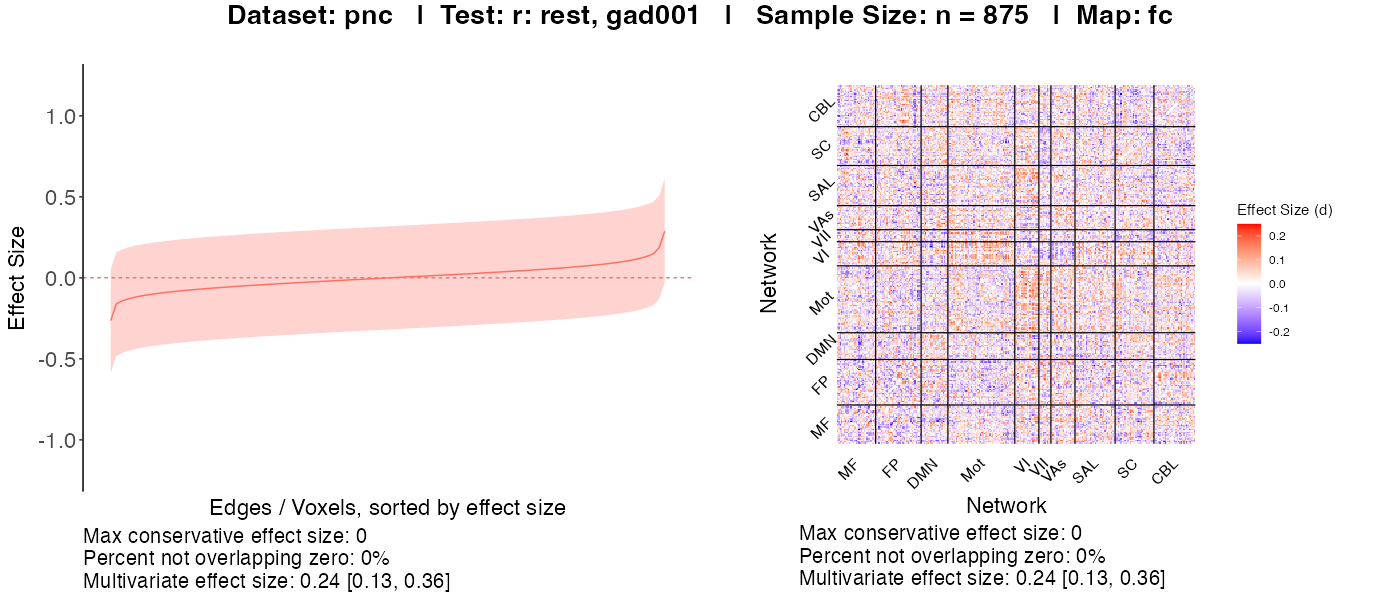 Dataset: pnc | Test: r: rest, gad001 | Sample Size: n = 875 | Map: fc
Effect Size
1.0
0.5
0.0
-0.5
-1.0
Edges / Voxels, sorted by effect size
Max conservative effect size: 0
Percent not overlapping zero: 0%
Multivariate effect size: 0.24 [0.13, 0.36]
Network
CBL
SC
SAL
VAs
VII
VI
Mot
DMN
FP
MF
MF
FP
DMN
Mot
VI
VII
VAs
SAL
SC
CBL
Network
Max conservative effect size: 0
Percent not overlapping zero: 0%
Multivariate effect size: 0.24 [0.13, 0.36]
Effect Size (d)
0.2
0.1
0.0
-0.1
-0.2